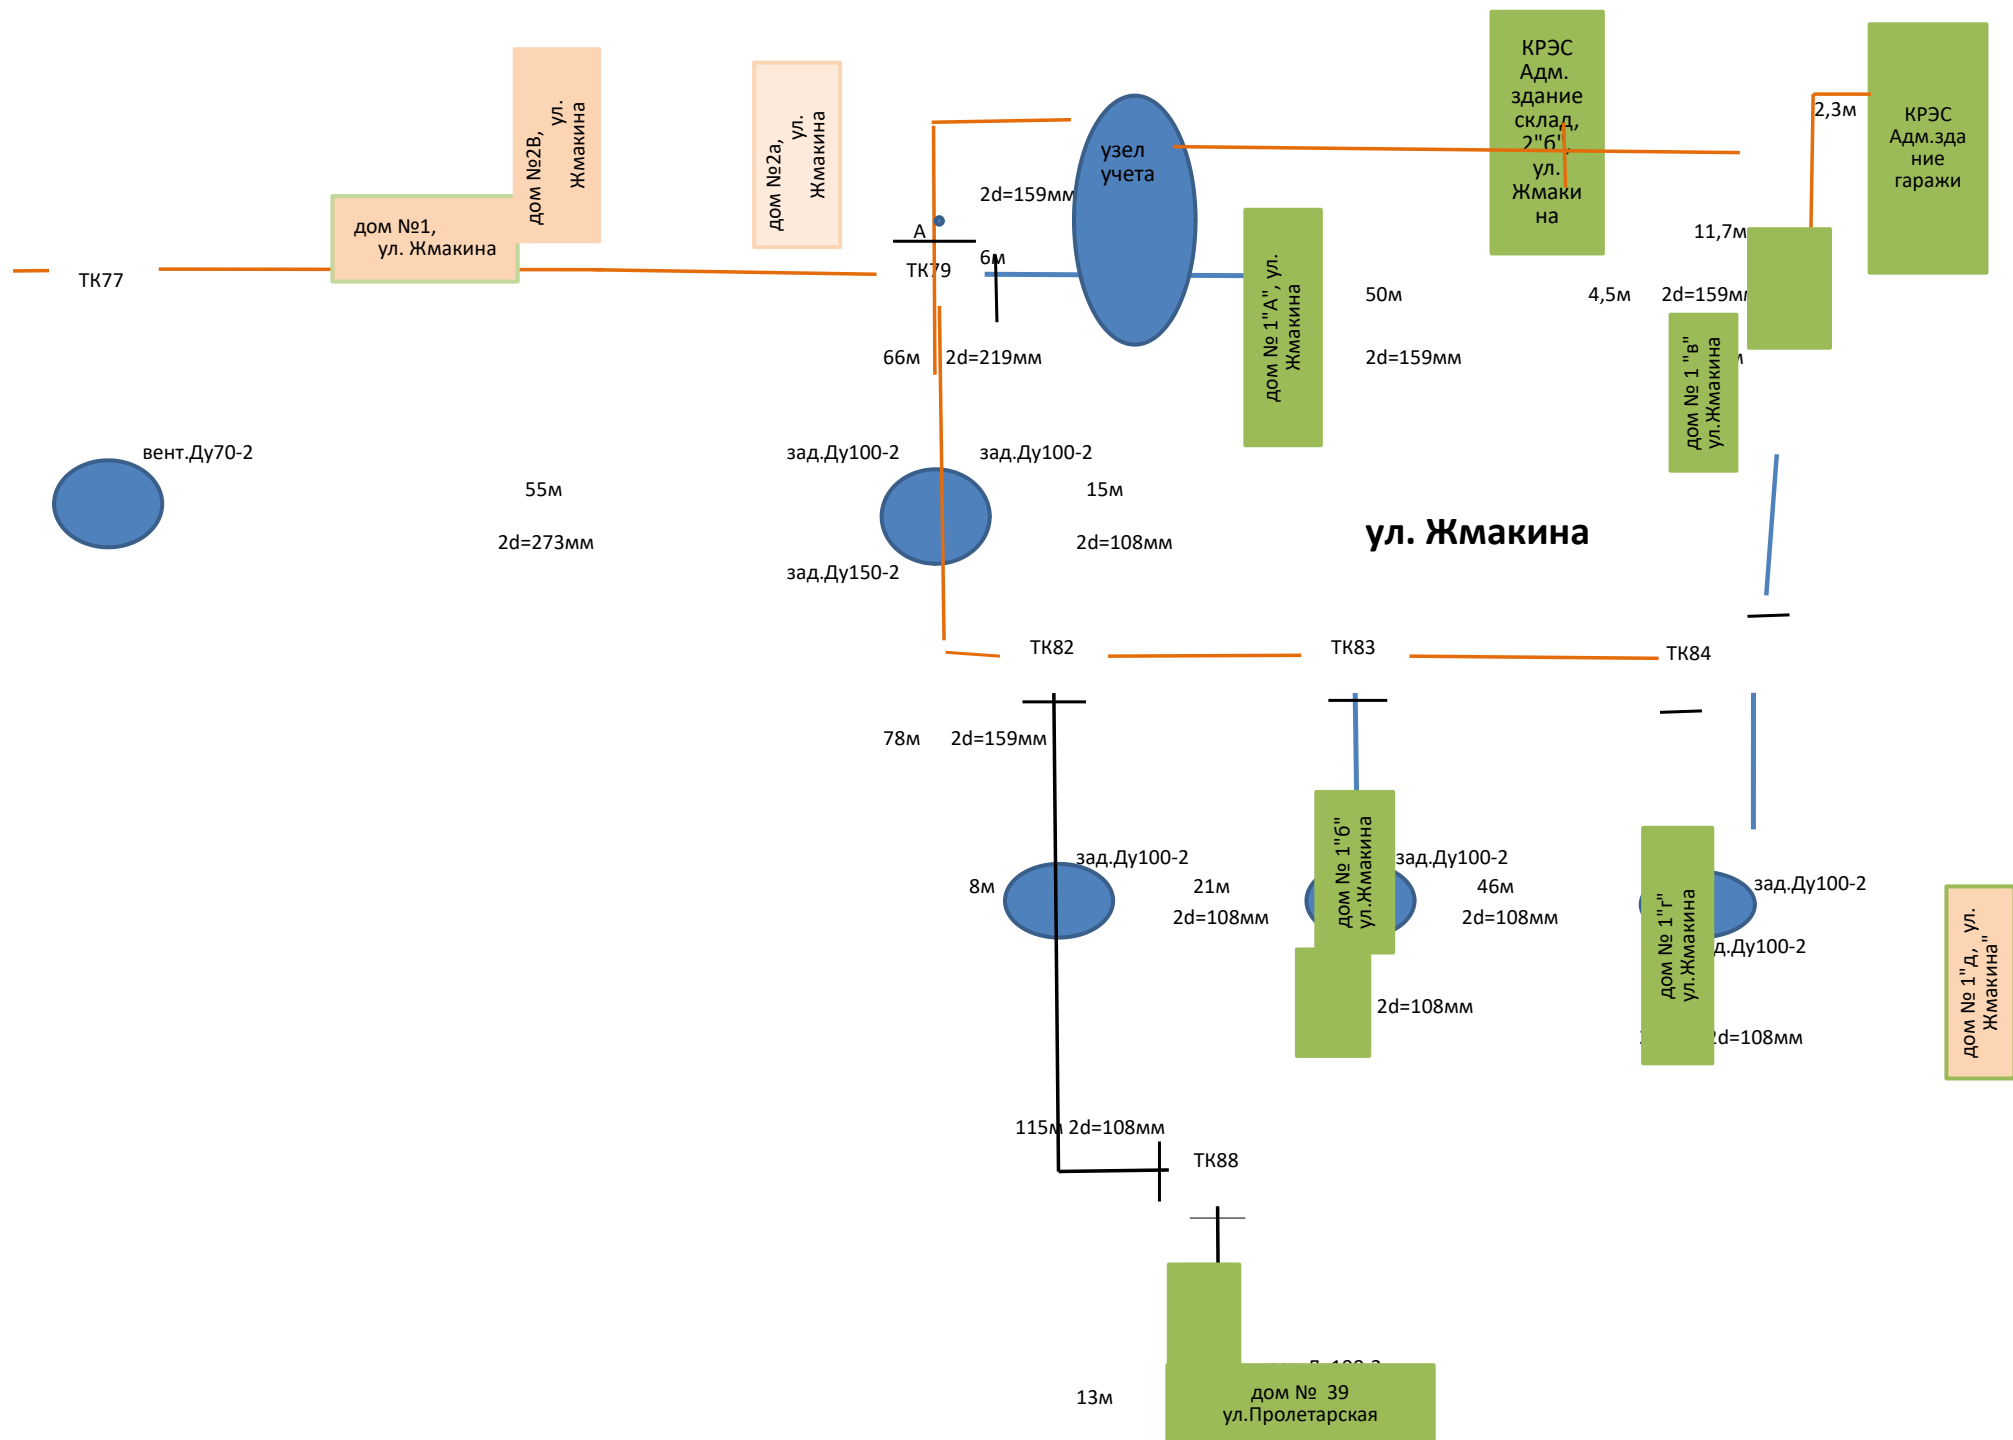 КРЭС
Адм.
здание
склад,
2"б",
ул.
Жмаки
на
2,3м
КРЭС
Адм.зда
ние
гаражи
дом №2В,
ул.
Жмакина
дом №2а,
ул.
Жмакина
узел
учета
2d=159мм
дом №1,
ул. Жмакина
А
11,7м
ТК77
ТК79
6м
дом № 1"А", ул.
Жмакина
50м
4,5м
2d=159мм
66м
2d=219мм
2d=159мм
дом № 1 "в"
ул.Жмакина
вент.Ду70-2
зад.Ду100-2
зад.Ду100-2
55м
15м
2d=273мм
2d=108мм
ул. Жмакина
зад.Ду150-2
ТК82
ТК83
ТК84
78м
2d=159мм
зад.Ду100-2
дом № 1"б"
ул.Жмакина
зад.Ду100-2
8м
21м
46м
зад.Ду100-2
2d=108мм
2d=108мм
дом № 1"г"
ул.Жмакина
д.Ду100-2
дом № 1"д, ул.
Жмакина"
2d=108мм
2d=108мм
115м
2d=108мм
ТК88
13м
дом № 39
ул.Пролетарская